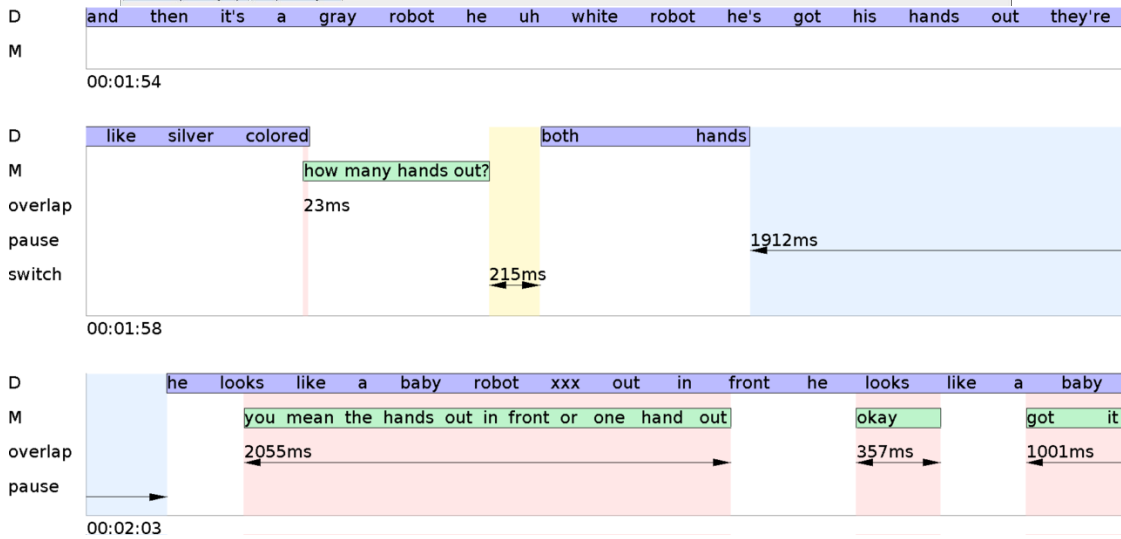 D and then it's a gray robot he uh white robot he's got his hands out they're
M
00:01:54
D like silver colored both hands
M how many hands out?
overlap 23ms
pause 1912ms
switch 215ms
00:01:58
D he looks like a baby robot xxx out in front he looks like a baby
M you mean the hands out in front or one hand out okay got it
overlap 2055ms 357ms 1001ms
pause
00:02:03